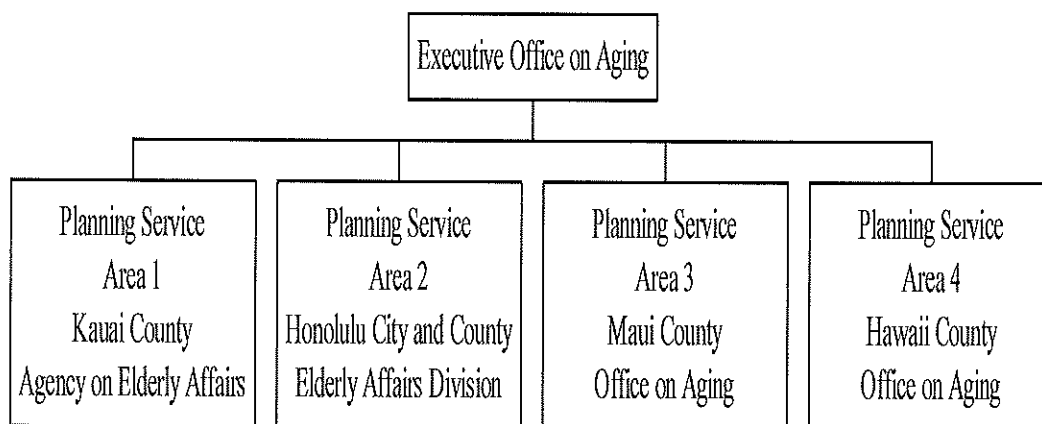 Executive Office on Aging
Planning Service
Area 1
Kauai County
Agency on Elderly Affairs
Planning Service
Area 2
Honolulu City and County
Elderly Affairs Division
Planning Service
Area 3
Maui County
Office on Aging
Planning Service
Area 4
Hawaii County
Office on Aging